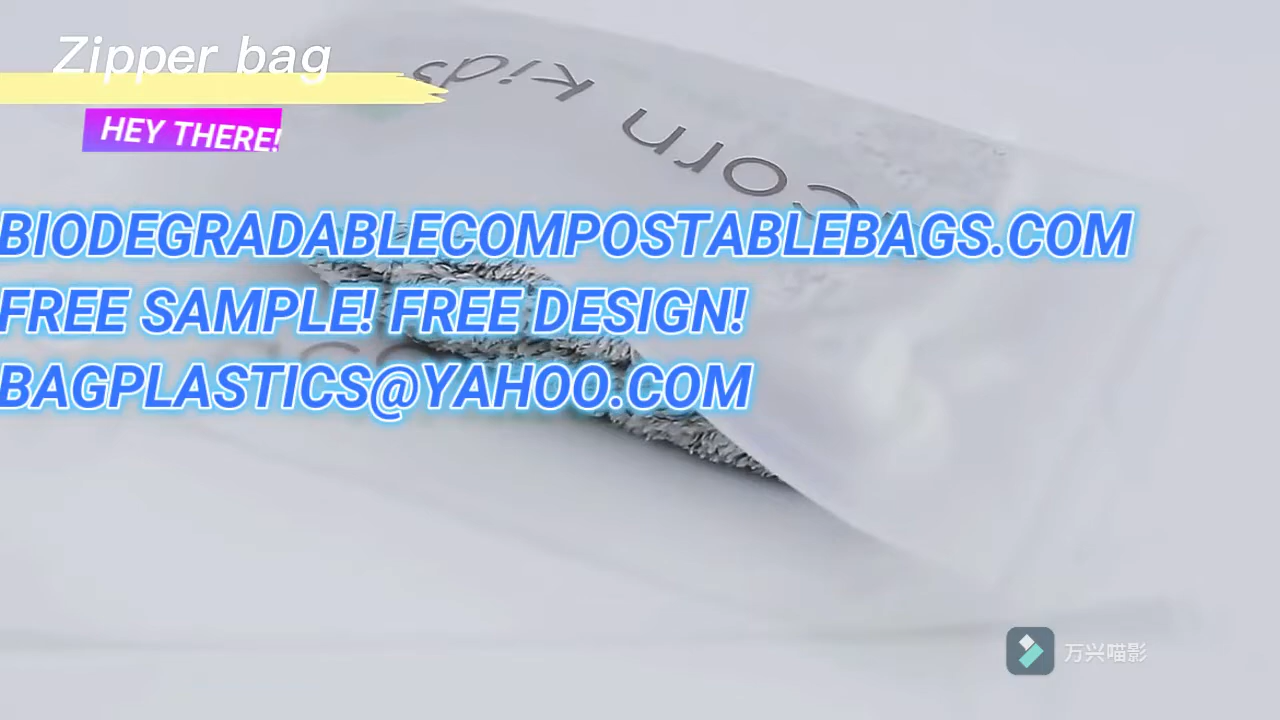 Zipper bag
HEY THERE!
corn kids
BIODEGRADABLECOMPOSTABLEBAGS.COM
FREE SAMPLE! FREE DESIGN!
BAGPLASTICS@YAHOO.COM
万兴喵影